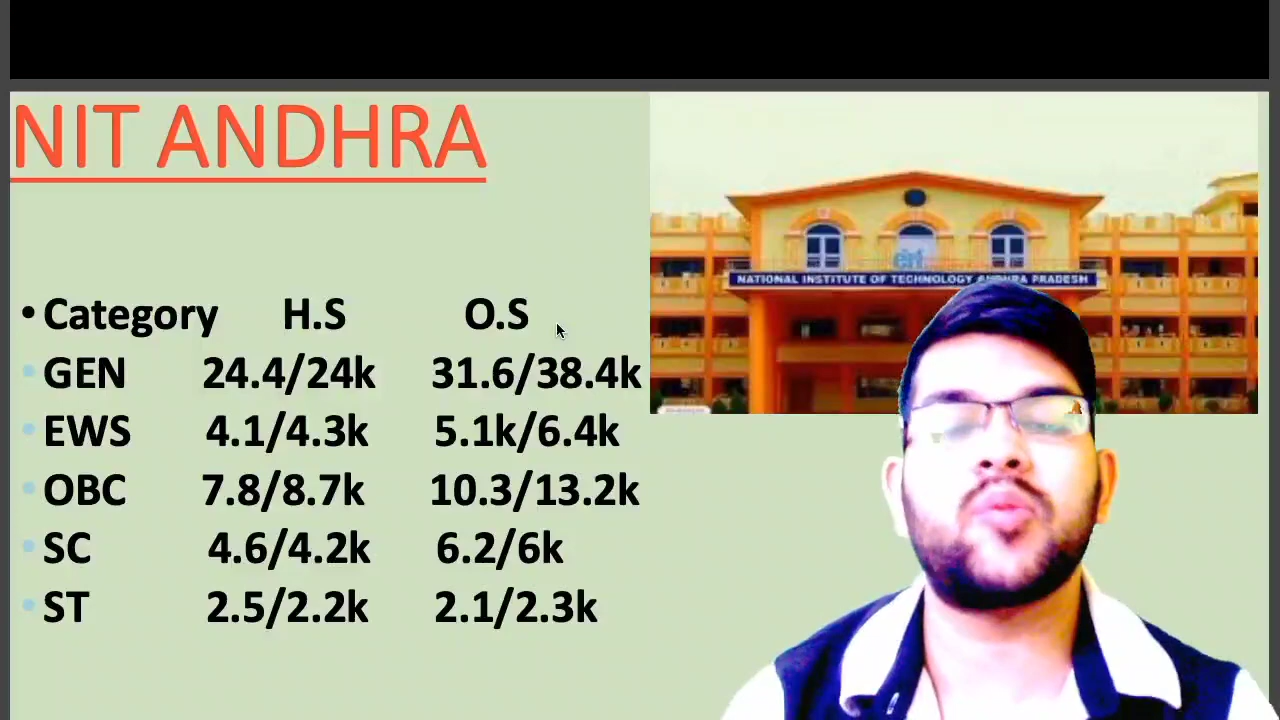 NIT ANDHRA
NATIONAL INSTITUTE OF TECHNOLOGY ANDHRA PRADESH
• Category H.S O.S
• GEN 24.4/24k 31.6/38.4k
• EWS 4.1/4.3k 5.1k/6.4k
• OBC 7.8/8.7k 10.3/13.2k
• SC 4.6/4.2k 6.2/6k
• ST 2.5/2.2k 2.1/2.3k